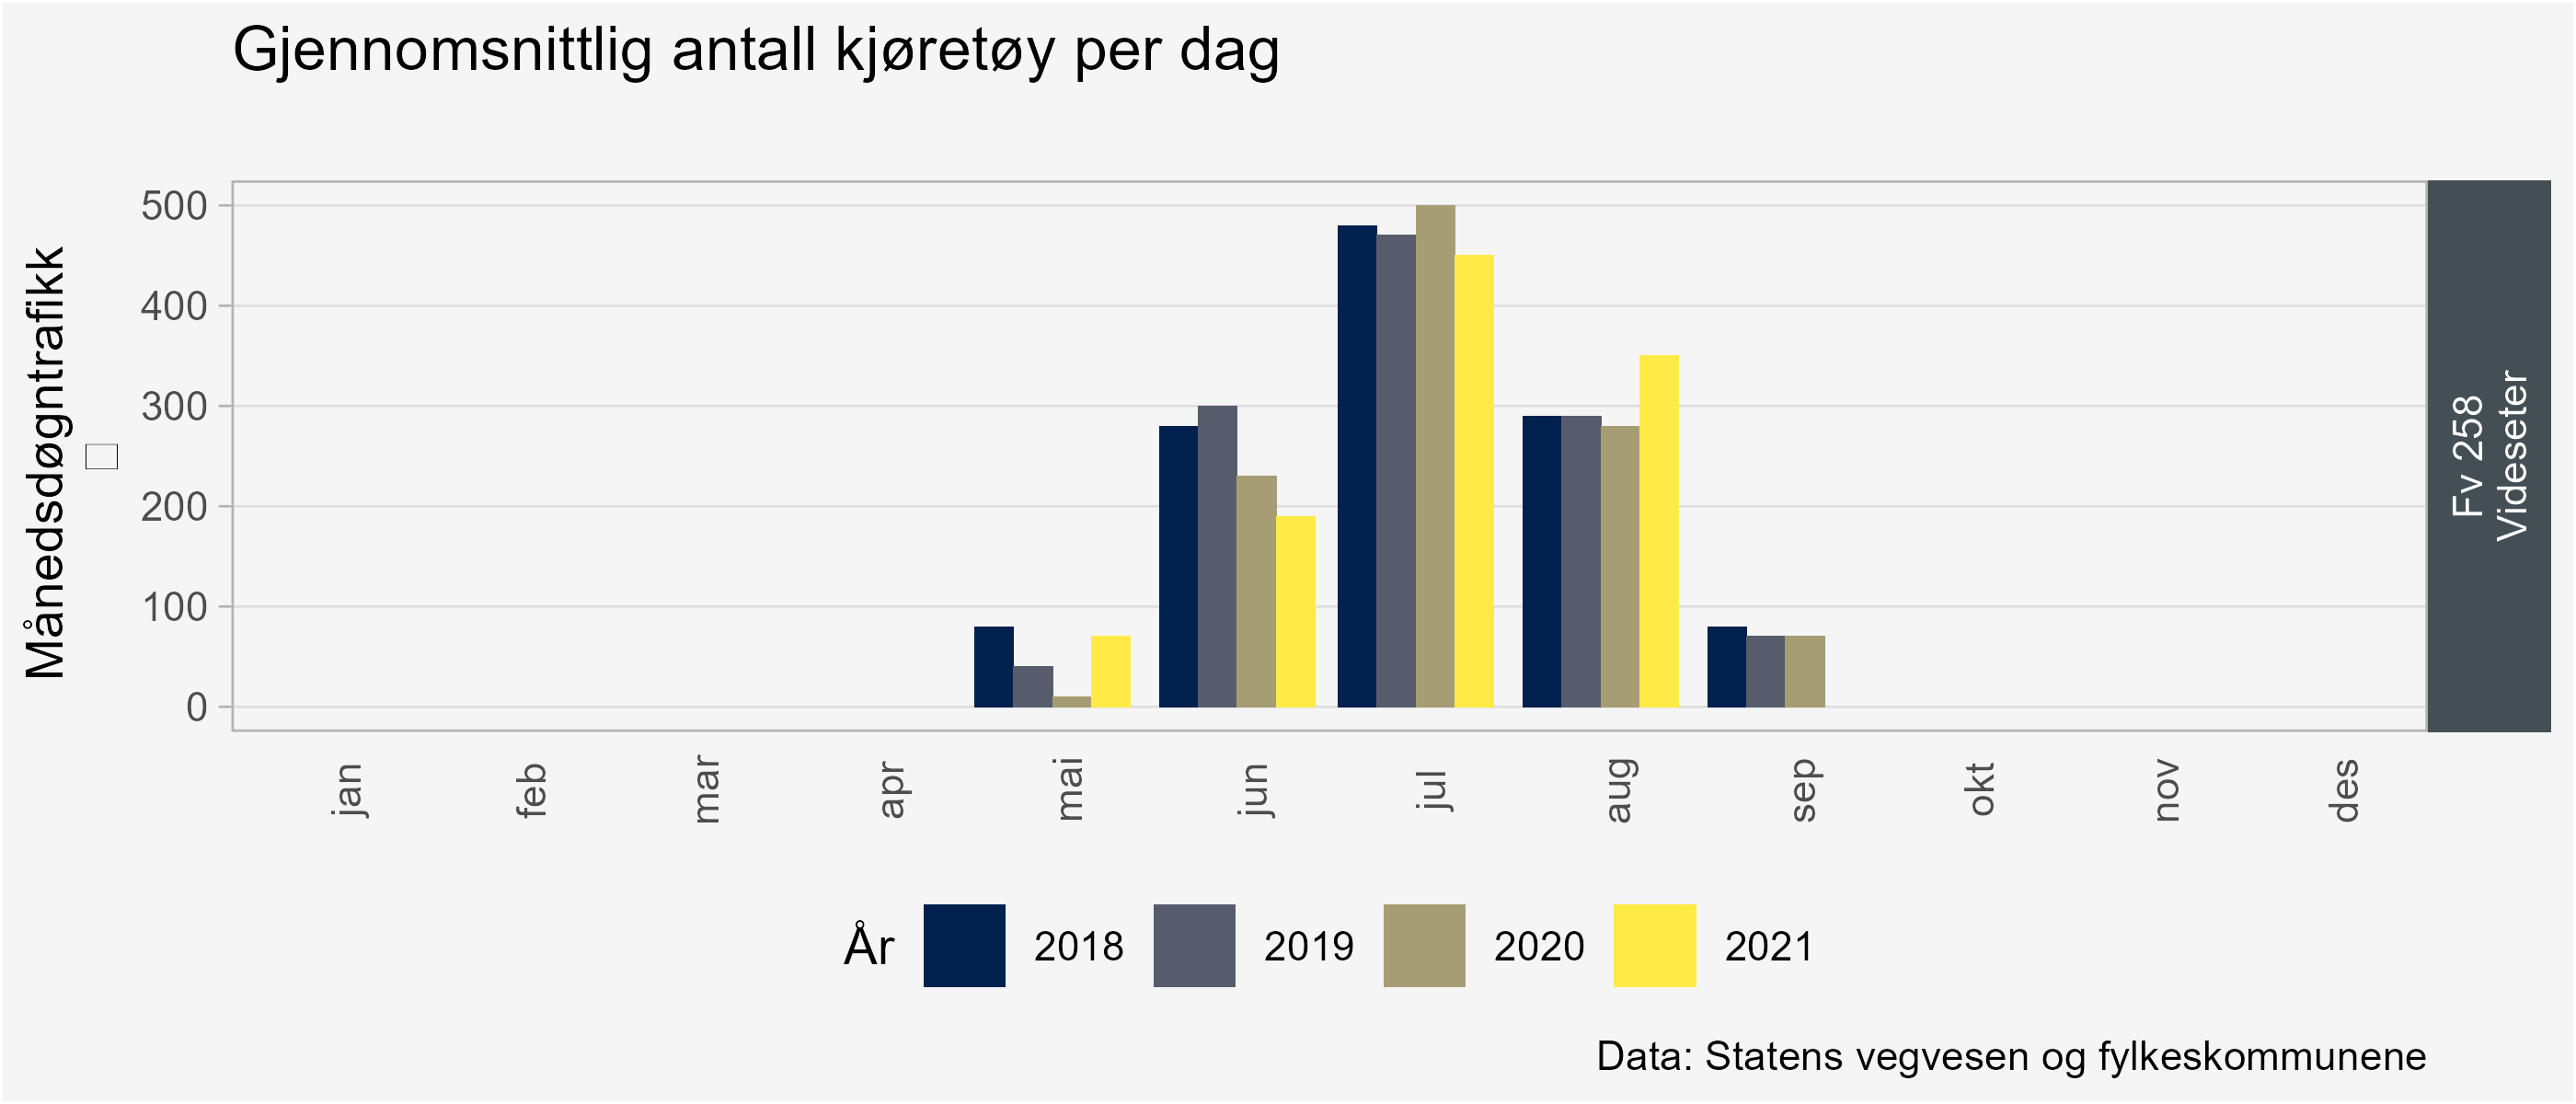 Gjennomsnittlig antall kjøretøy per dag
Månedsdøgntrafikk
500
400
300
200
100
0
Fv 258
Videseter
jan
feb
mar
apr
mai
jun
jul
aug
sep
okt
nov
des
År
2018
2019
2020
2021
Data: Statens vegvesen og fylkeskommunene